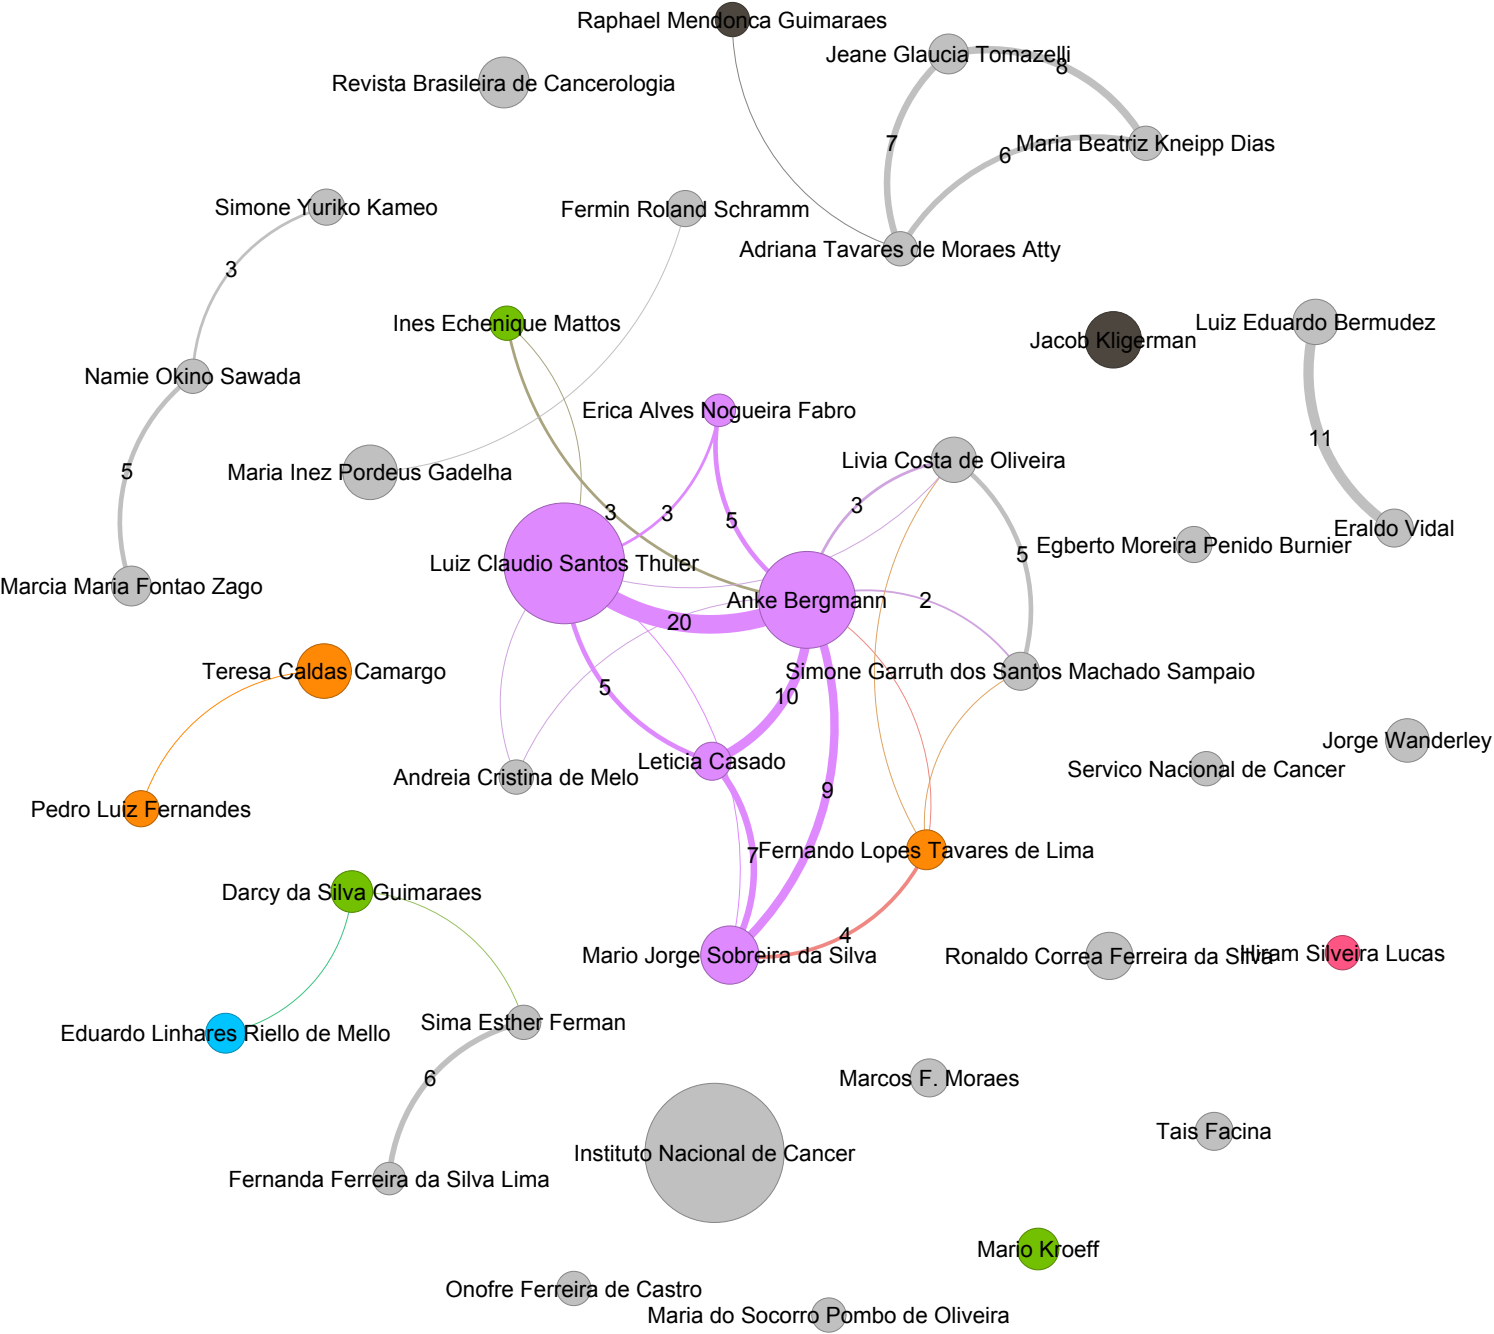 Raphael Mendonca Guimaraes
Jeane Glaucia Tomazelli
8
Revista Brasileira de Cancerologia
7
Maria Beatriz Kneipp Dias
6
Simone Yuriko Kameo
Fermin Roland Schramm
Adriana Tavares de Moraes Atty
3
Ines Echenique Mattos
Luiz Eduardo Bermudez
Jacob Kligerman
Namie Okino Sawada
Erica Alves Nogueira Fabro
11
Livia Costa de Oliveira
5
Maria Inez Pordeus Gadelha
3
3
3
5
5
Eraldo Vidal
Egberto Moreira Penido Burnier
Luiz Claudio Santos Thuler
Marcia Maria Fontao Zago
Anke Bergmann
2
20
Teresa Caldas Camargo
Simone Garruth dos Santos Machado Sampaio
5
10
Jorge Wanderley
Leticia Casado
Servico Nacional de Cancer
Andreia Cristina de Melo
9
Pedro Luiz Fernandes
7
Fernando Lopes Tavares de Lima
Darcy da Silva Guimaraes
4
Mario Jorge Sobreira da Silva
Ronaldo Correa Ferreira da Silva
Hiram Silveira Lucas
Sima Esther Ferman
Eduardo Linhares Riello de Mello
6
Marcos F. Moraes
Tais Facina
Instituto Nacional de Cancer
Fernanda Ferreira da Silva Lima
Mario Kroeff
Onofre Ferreira de Castro
Maria do Socorro Pombo de Oliveira